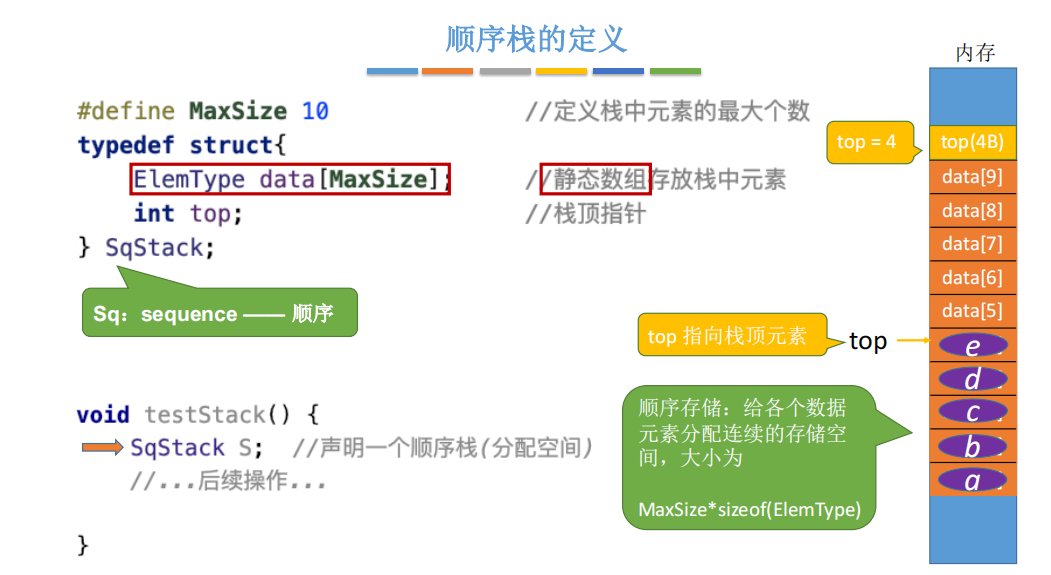 顺序栈的定义
#define MaxSize 10 //定义栈中元素的最大个数
typedef struct{
ElemType data[MaxSize]; //静态数组存放栈中元素
int top; //栈顶指针
} SqStack;
Sq：sequence —— 顺序
void testStack() {
SqStack S; //声明一个顺序栈(分配空间)
//...后续操作...
}
内存
top = 4
top(4B)
data[9]
data[8]
data[7]
data[6]
data[5]
top 指向栈顶元素
top
e
d
c
b
a
顺序存储：给各个数据
元素分配连续的存储空
间，大小为
MaxSize*sizeof(ElemType)